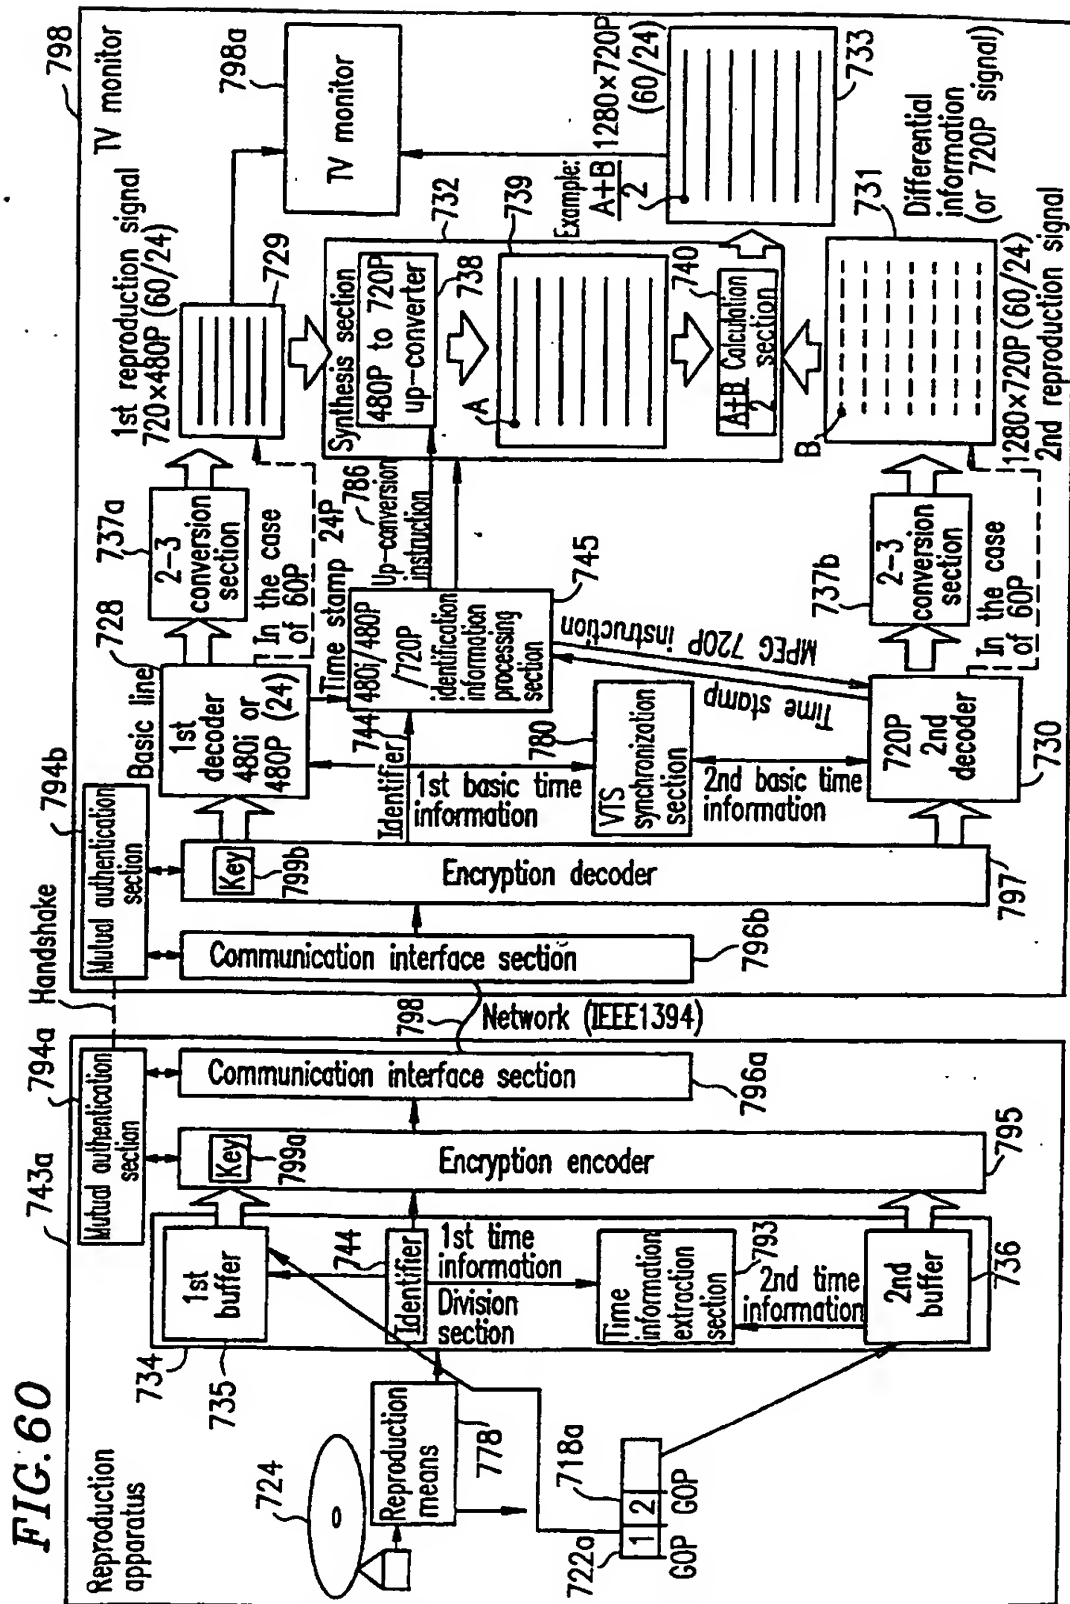 FIG.60
Reproduction
apparatus
743a
724
Reproduction
means
778
722a
718a
1
2
GOP
GOP
734
735
1st
buffer
744
Identifier
1st time
information
Division
section
Time
information
extraction
section
793
2nd time
information
2nd
buffer
736
Mutual authentication
section
794a
Key
799a
Encryption encoder
795
Communication interface section
796a
Handshake
798
Network (IEEE1394)
794b
Mutual authentication
section
Communication interface section
796b
Key
799b
Encryption decoder
797
798
TV monitor
Basic line
728
1st
decoder
480i or
480P (24)
737a
2-3
conversion
section
In the case
of 60P
1st reproduction signal
720×480P (60/24)
729
798a
TV monitor
Time stamp 24P
744
Identifier
480i/480P
/720P
identification
information
processing
section
745
786
Up-conversion
instruction
1st basic time
information
780
VTS
synchronization
section
2nd basic time
information
MPEG 720P instruction
Time stamp
Synthesis section
732
480P to 720P
up-converter
738
739
A
740
A+B
2
Calculation
section
Example:
A+B
2
1280×720P
(60/24)
733
720P
2nd
decoder
730
737b
2-3
conversion
section
In the case
of 60P
B
731
Differential
information
(or 720P signal)
1280×720P (60/24)
2nd reproduction signal